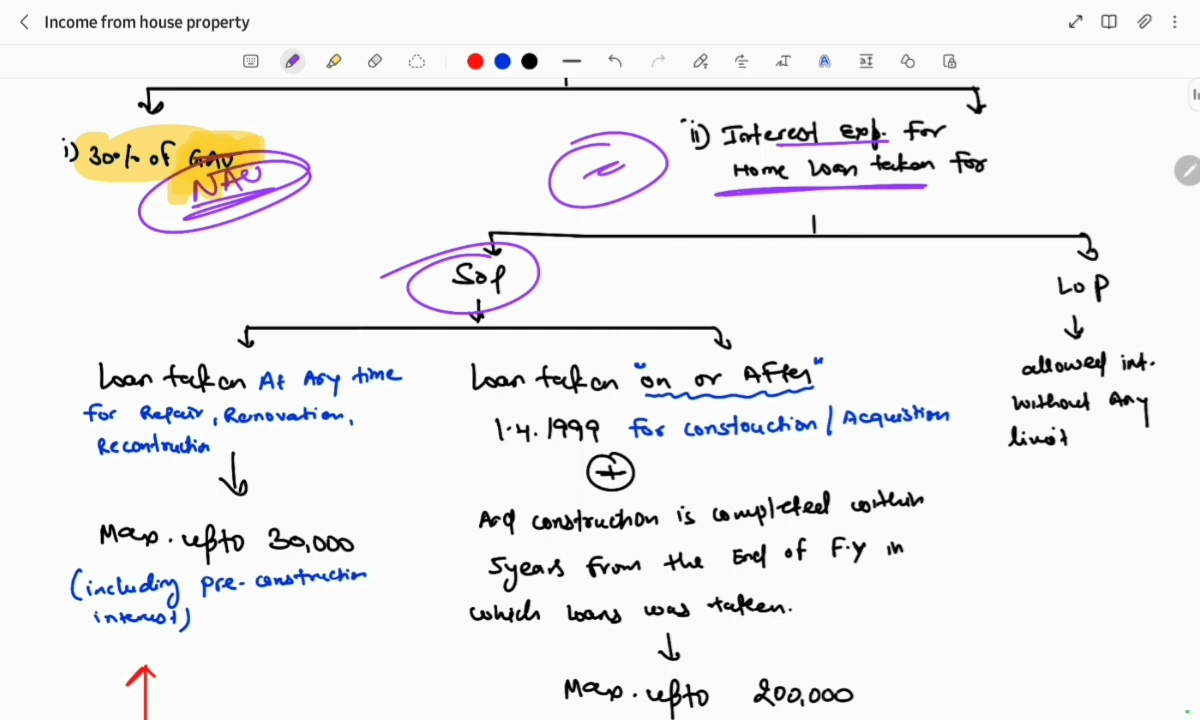 Income from house property
i) 30% of GAV
NAV
ii) Interest Exp. For
Home Loan taken For
SOP
LOP
Loan taken At Any time
for Repair, Renovation,
Recontruction
Max. upto 30,000
(including pre-construction
interest)
Loan taken "on or After"
1.4.1999 for constouction / Acquistion
+
And construction is completed within
5years from the End of F.y in
which loans was taken.
Max. upto 200,000
allowed int.
without Any
limit